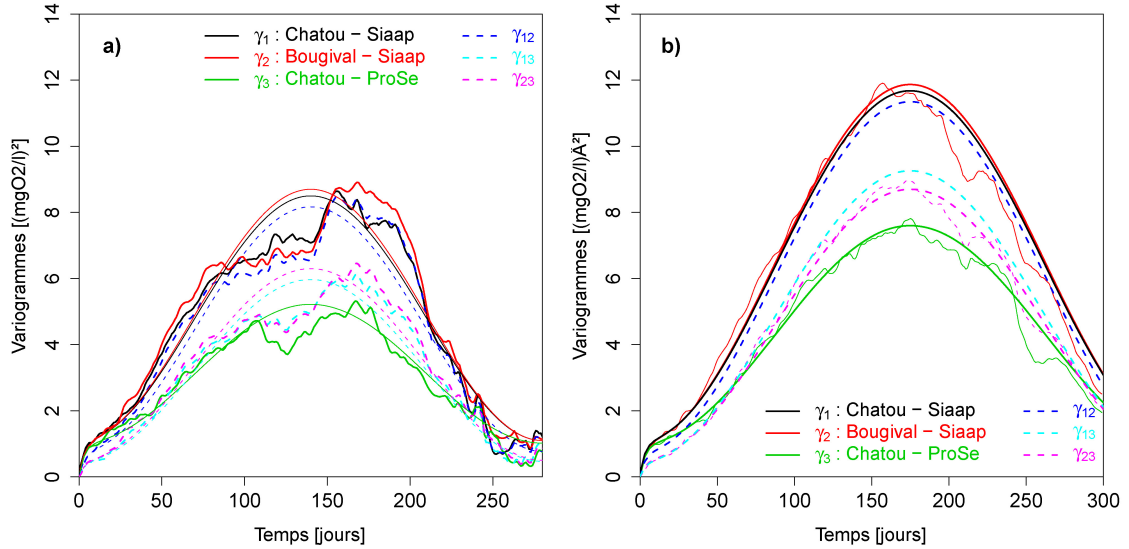 a)
γ1 : Chatou − Siaap
γ2 : Bougival − Siaap
γ3 : Chatou − ProSe
γ12
γ13
γ23
Variogrammes [(mgO2/l)²]
0
2
4
6
8
10
12
14
0
50
100
150
200
250
Temps [jours]
b)
Variogrammes [(mgO2/l)Â²]
0
2
4
6
8
10
12
14
γ1 : Chatou − Siaap
γ2 : Bougival − Siaap
γ3 : Chatou − ProSe
γ12
γ13
γ23
0
50
100
150
200
250
300
Temps [jours]